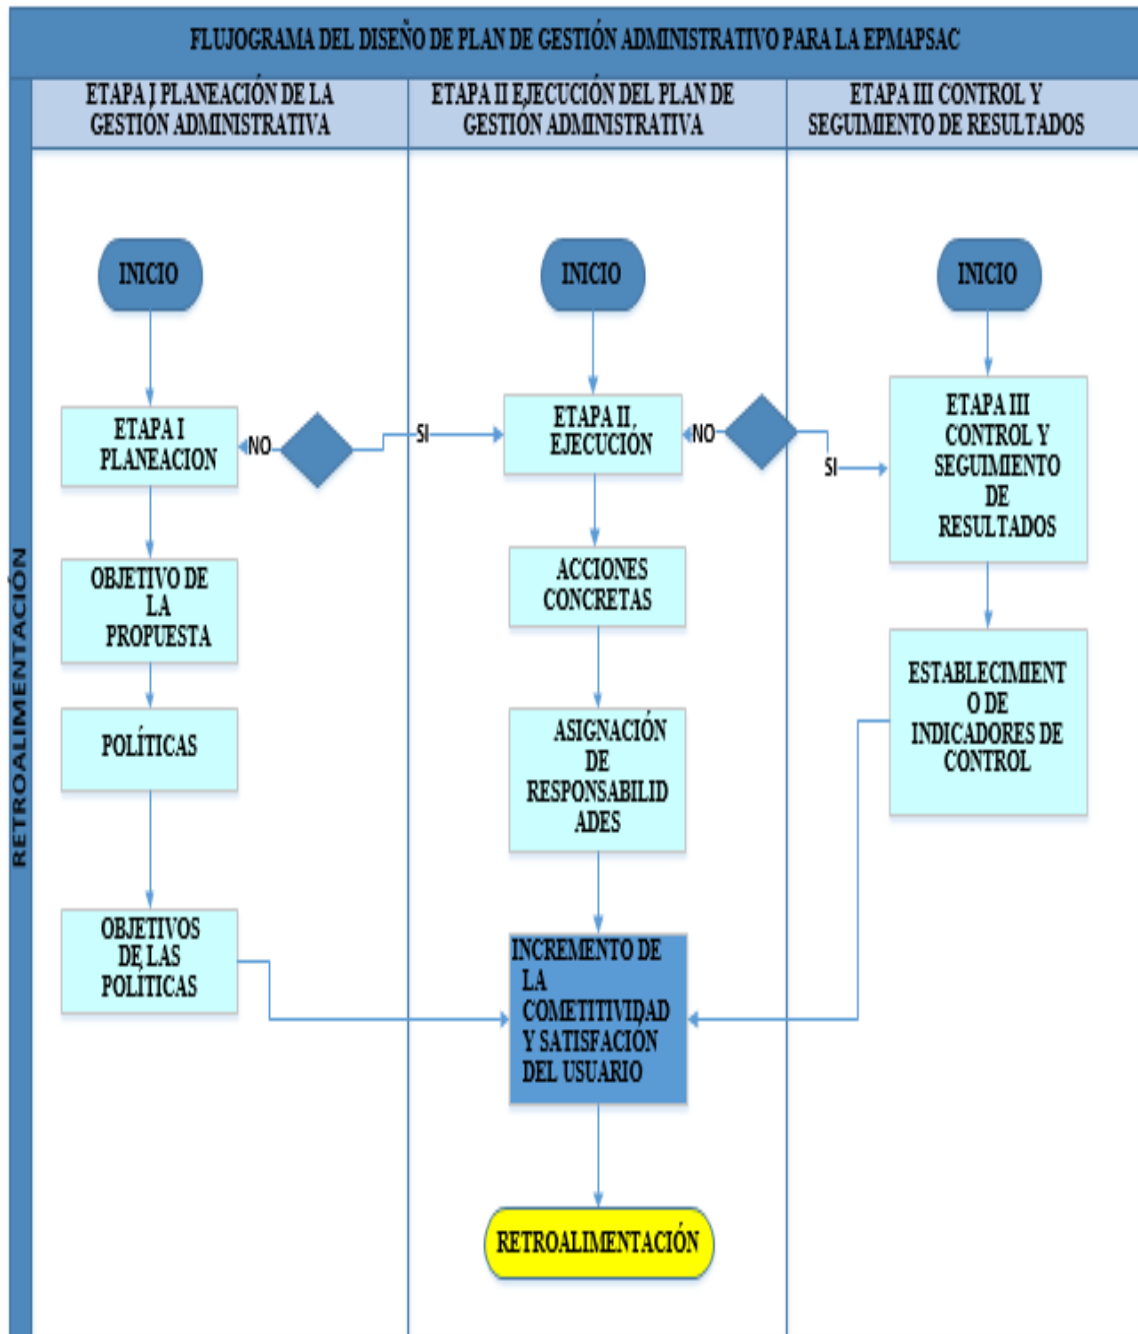 FLUJOGRAMA DEL DISEÑO DE PLAN DE GESTIÓN ADMINISTRATIVO PARA LA EPMAPSAC
ETAPA I PLANEACIÓN DE LA
GESTIÓN ADMINISTRATIVA
ETAPA II EJECUCIÓN DEL PLAN DE
GESTIÓN ADMINISTRATIVA
ETAPA III CONTROL Y
SEGUIMIENTO DE RESULTADOS
RETROALIMENTACIÓN
INICIO
ETAPA I
PLANEACION
NO
SI
OBJETIVO DE
LA
PROPUESTA
POLÍTICAS
OBJETIVOS
DE LAS
POLÍTICAS
INICIO
ETAPA II,
EJECUCIÓN
NO
SI
ACCIONES
CONCRETAS
ASIGNACIÓN
DE
RESPONSABILID
ADES
INCREMENTO DE
LA
COMETITIVIDAD
Y SATISFACIÓN
DEL USUARIO
RETROALIMENTACIÓN
INICIO
ETAPA III
CONTROL Y
SEGUIMIENTO
DE
RESULTADOS
ESTABLECIMIENT
O DE
INDICADORES DE
CONTROL